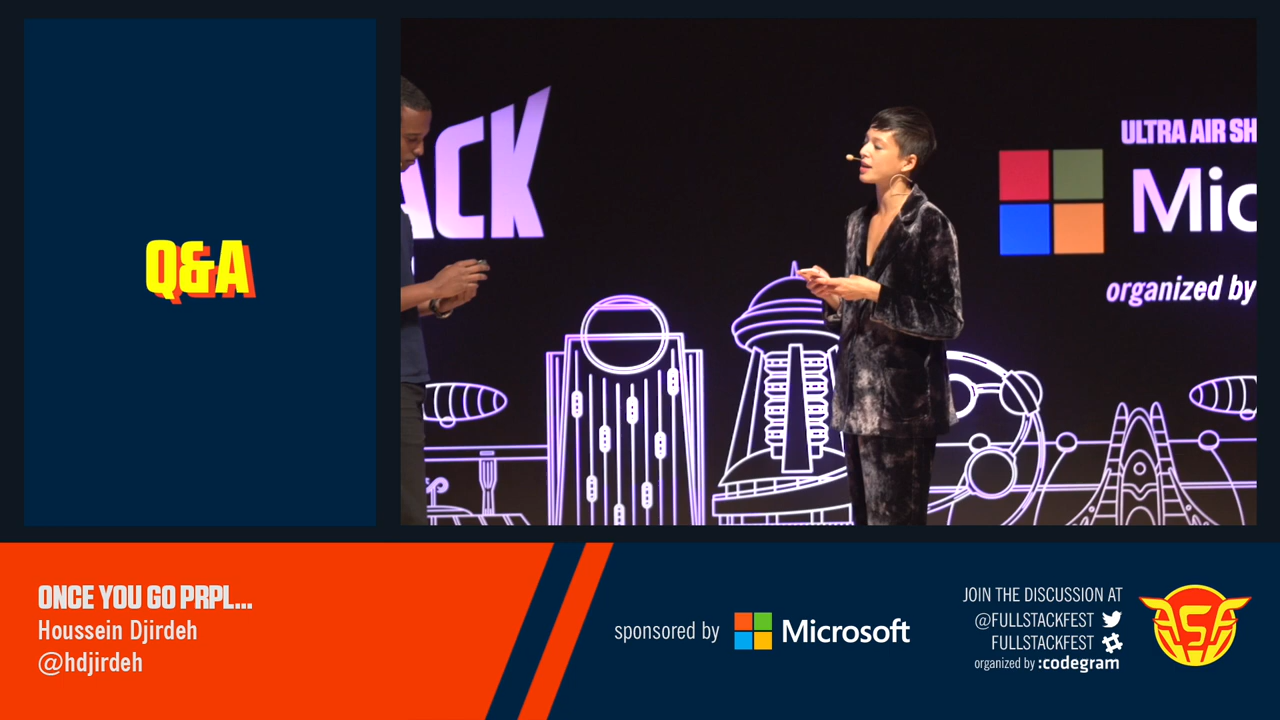 Q&A
ACK
ULTRA AIR SH
Mic
organized by
ONCE YOU GO PRPL...
Houssein Djirdeh
@hdjirdeh
sponsored by Microsoft
JOIN THE DISCUSSION AT
@FULLSTACKFEST
FULLSTACKFEST
organized by :codegram
FSF